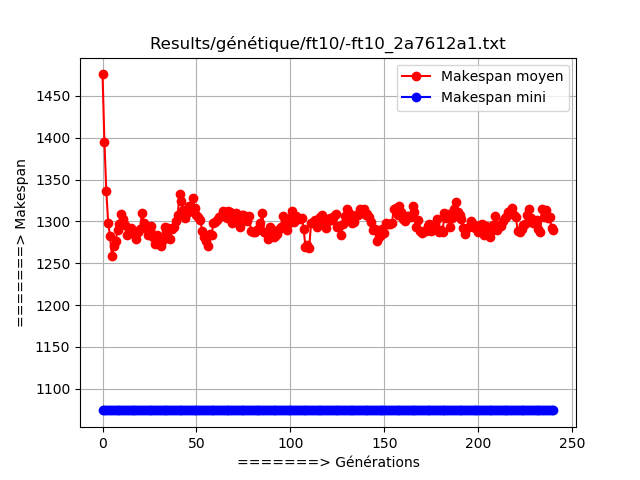 Results/génétique/ft10/-ft10_2a7612a1.txt
Makespan moyen
Makespan mini
=======> Makespan
1450
1400
1350
1300
1250
1200
1150
1100
0 50 100 150 200 250
=======> Générations